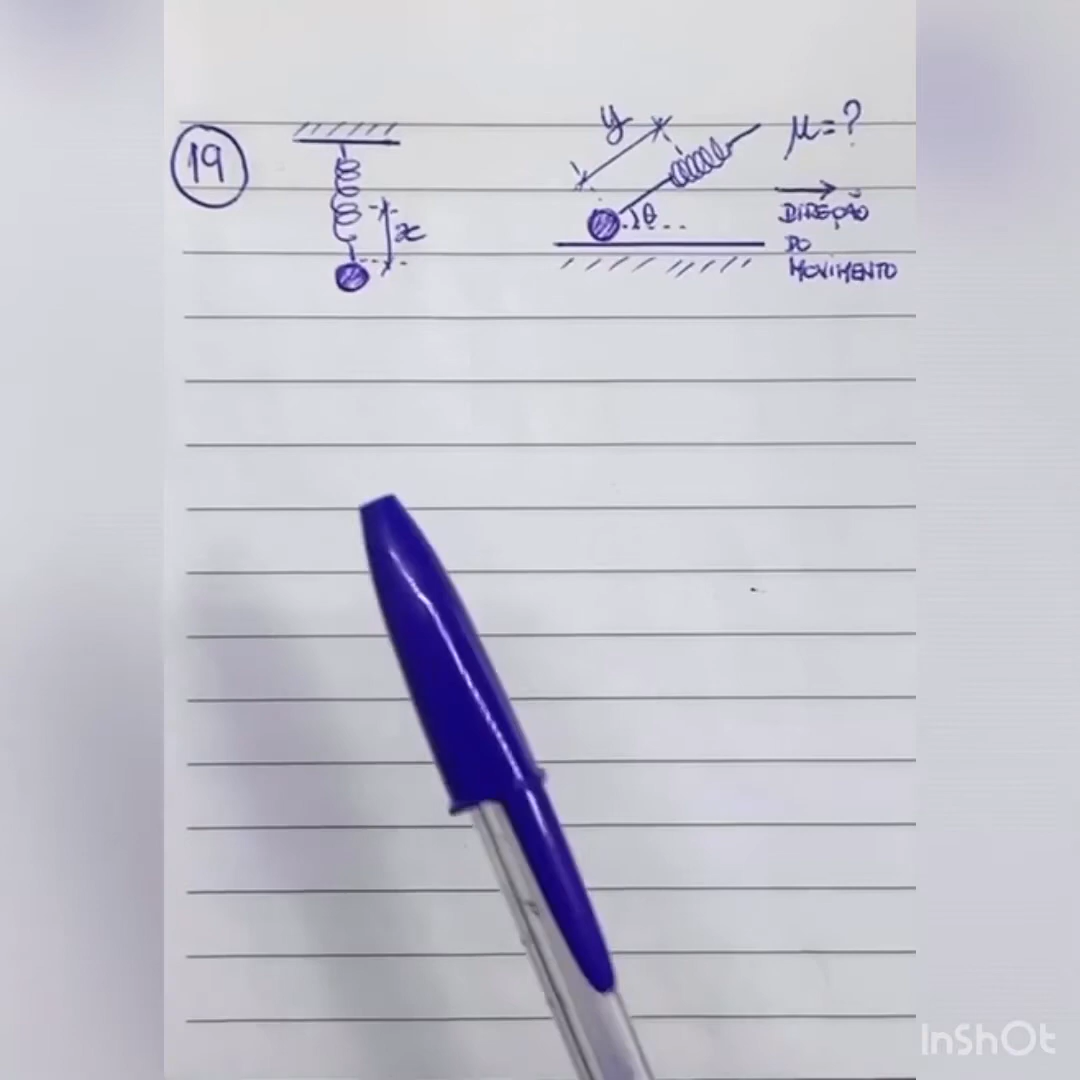 19
x
y
θ
μ=?
DIREÇÃO
DO
MOVIMENTO
InShOt